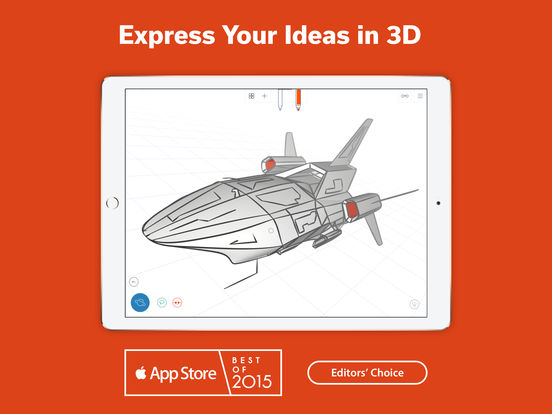 Express Your Ideas in 3D
App Store
BEST
OF
2015
Editors' Choice